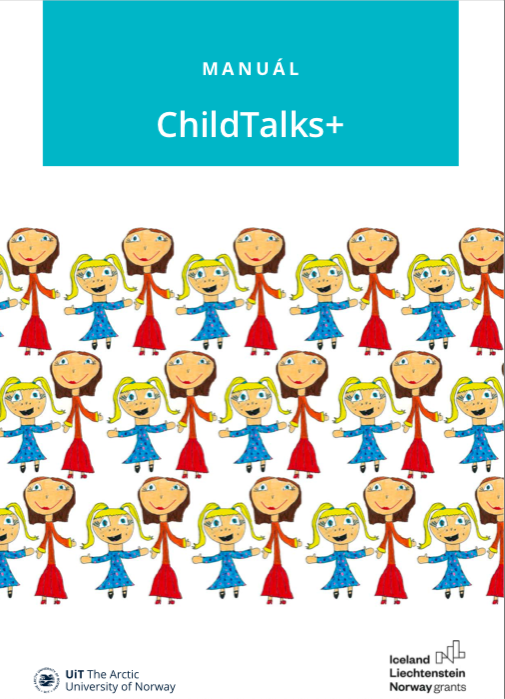 MANUÁL
ChildTalks+
UiT The Arctic
University of Norway
Iceland
Liechtenstein
Norway grants